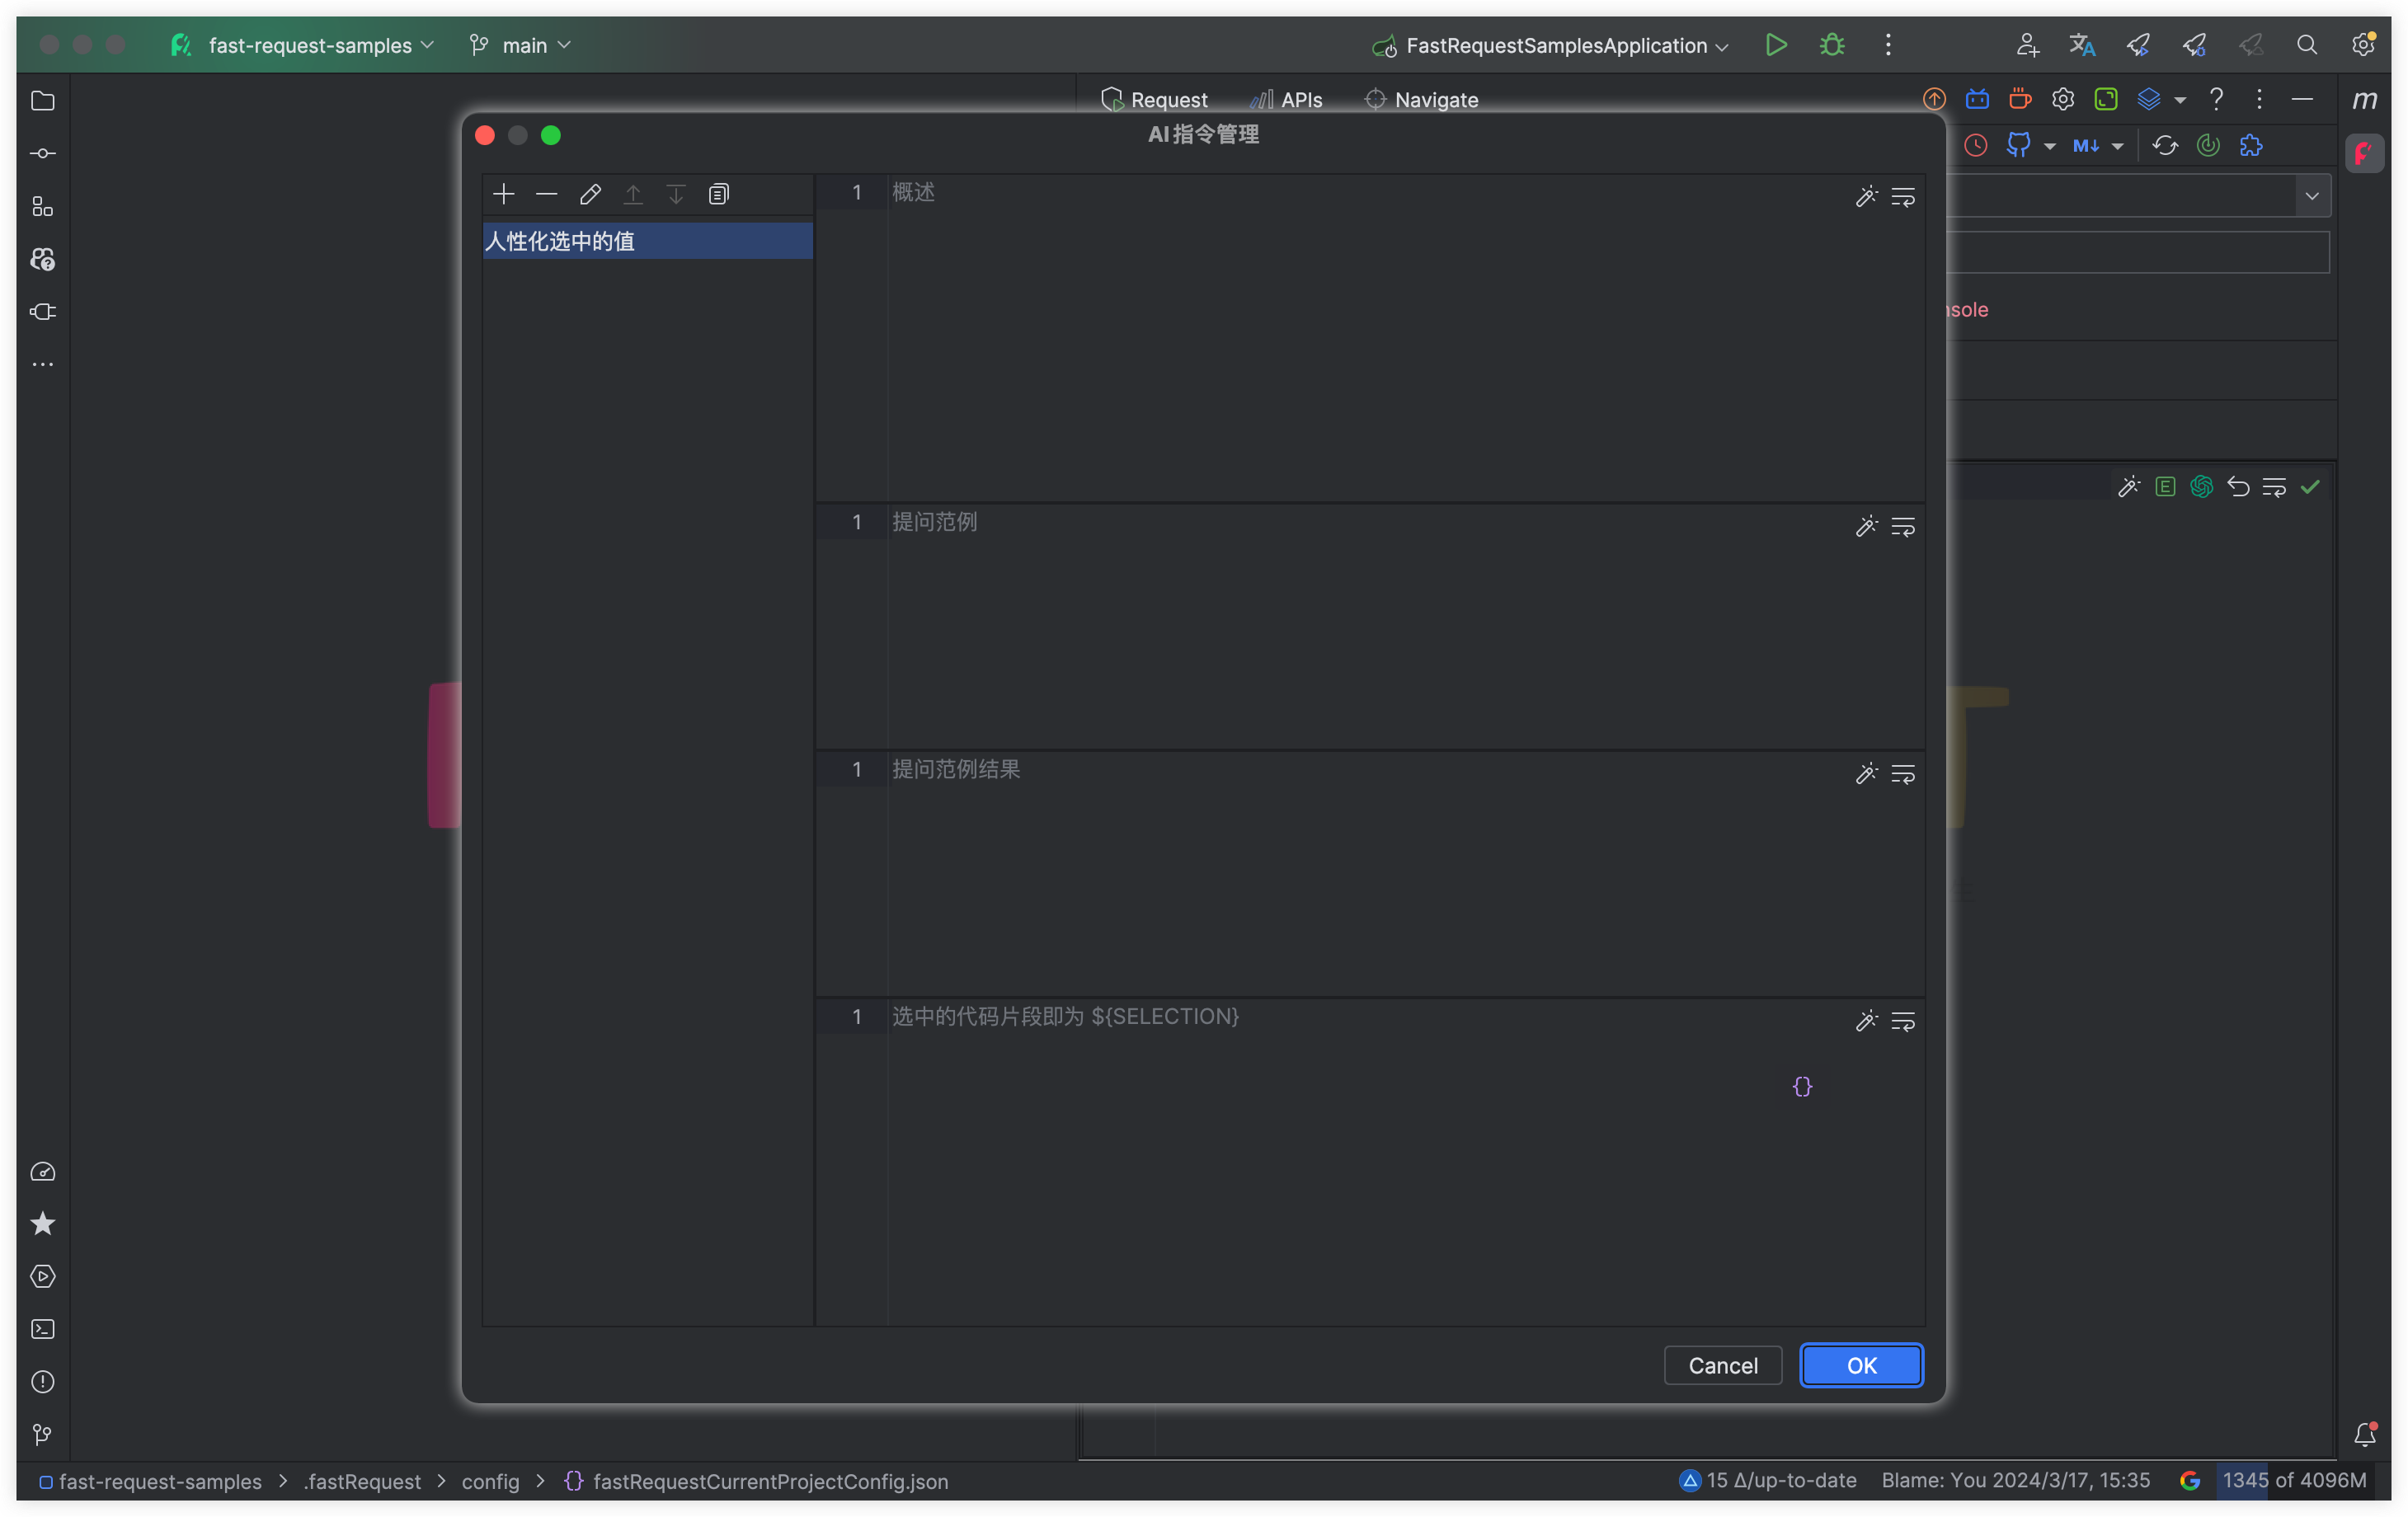 fast-request-samples
main
FastRequestSamplesApplication
Request
APIs
Navigate
m
M↓
AI指令管理
人性化选中的值
1 概述
nsole
E
1 提问范例
1 提问范例结果
1 选中的代码片段即为 ${SELECTION}
{}
Cancel
OK
fast-request-samples > .fastRequest > config > {} fastRequestCurrentProjectConfig.json
15 Δ/up-to-date
Blame: You 2024/3/17, 15:35
1345 of 4096M